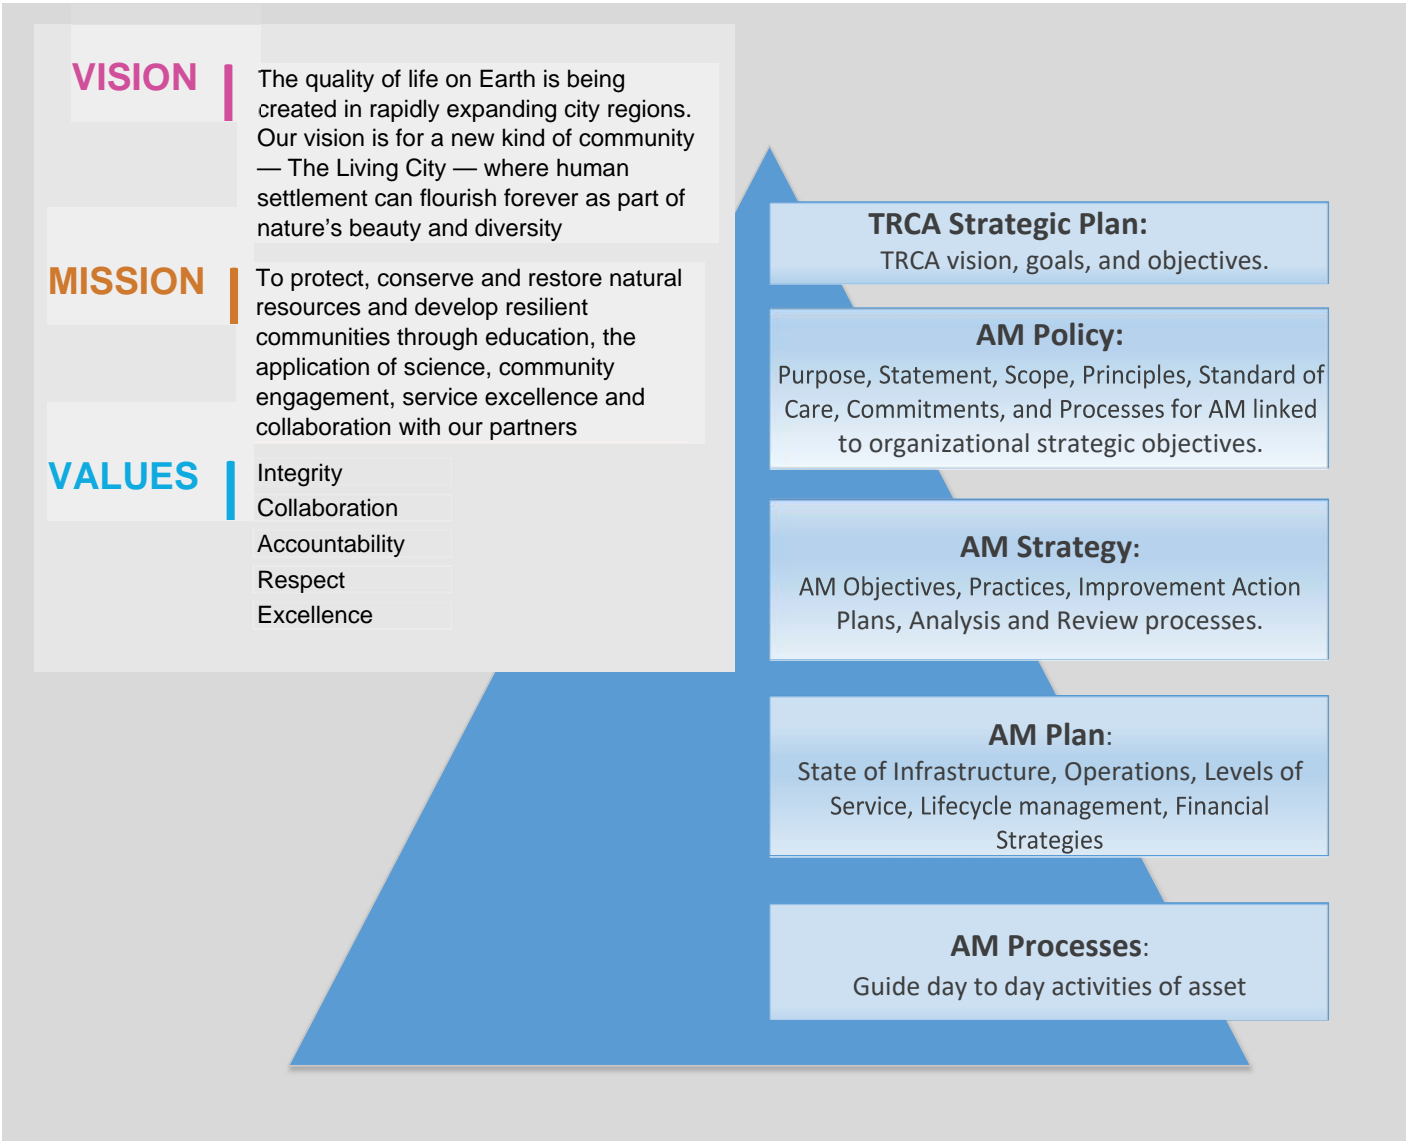 VISION
The quality of life on Earth is being
created in rapidly expanding city regions.
Our vision is for a new kind of community
— The Living City — where human
settlement can flourish forever as part of
nature’s beauty and diversity
MISSION
To protect, conserve and restore natural
resources and develop resilient
communities through education, the
application of science, community
engagement, service excellence and
collaboration with our partners
VALUES
Integrity
Collaboration
Accountability
Respect
Excellence
TRCA Strategic Plan:
TRCA vision, goals, and objectives.
AM Policy:
Purpose, Statement, Scope, Principles, Standard of
Care, Commitments, and Processes for AM linked
to organizational strategic objectives.
AM Strategy:
AM Objectives, Practices, Improvement Action
Plans, Analysis and Review processes.
AM Plan:
State of Infrastructure, Operations, Levels of
Service, Lifecycle management, Financial
Strategies
AM Processes:
Guide day to day activities of asset